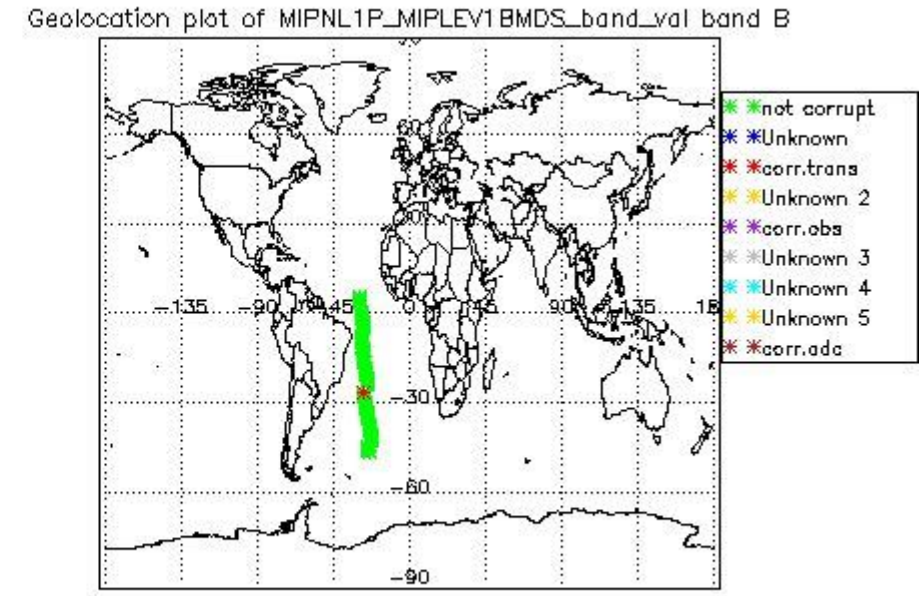 Geolocation plot of MIPNL1P_MIPLEV1BMDS_band_val band B
not corrupt
Unknown
corr.trans
Unknown 2
corr.obs
Unknown 3
Unknown 4
Unknown 5
corr.adc
60
-135 -90 -45 0 45 90 135
-30
-60
-90